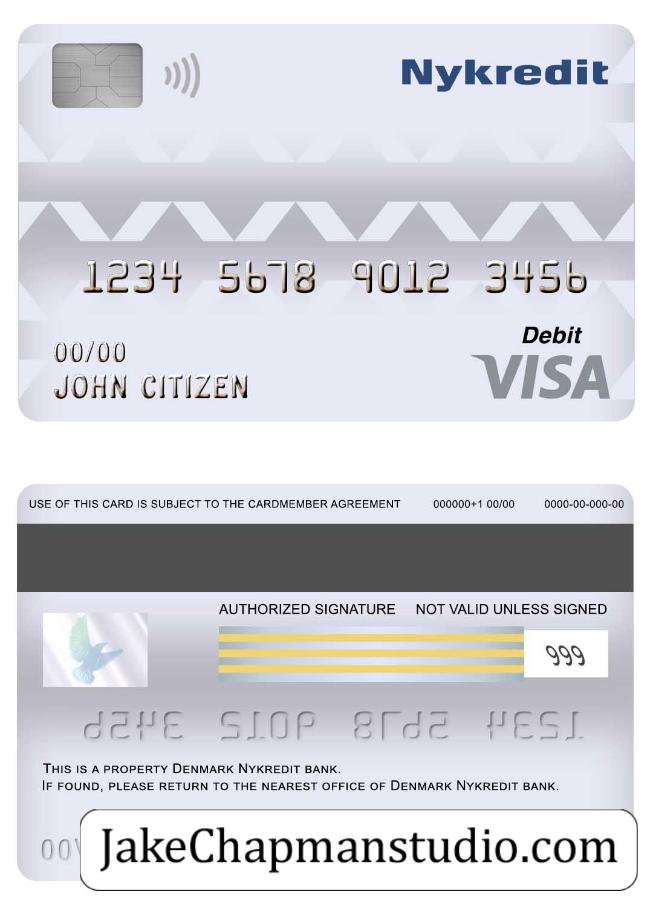 Nykredit
1234 5678 9012 3456
00/00
Debit
JOHN CITIZEN
VISA
USE OF THIS CARD IS SUBJECT TO THE CARDMEMBER AGREEMENT 000000+1 00/00 0000-00-000-00
AUTHORIZED SIGNATURE NOT VALID UNLESS SIGNED
999
THIS IS A PROPERTY DENMARK NYKREDIT BANK.
IF FOUND, PLEASE RETURN TO THE NEAREST OFFICE OF DENMARK NYKREDIT BANK.
JakeChapmanstudio.com